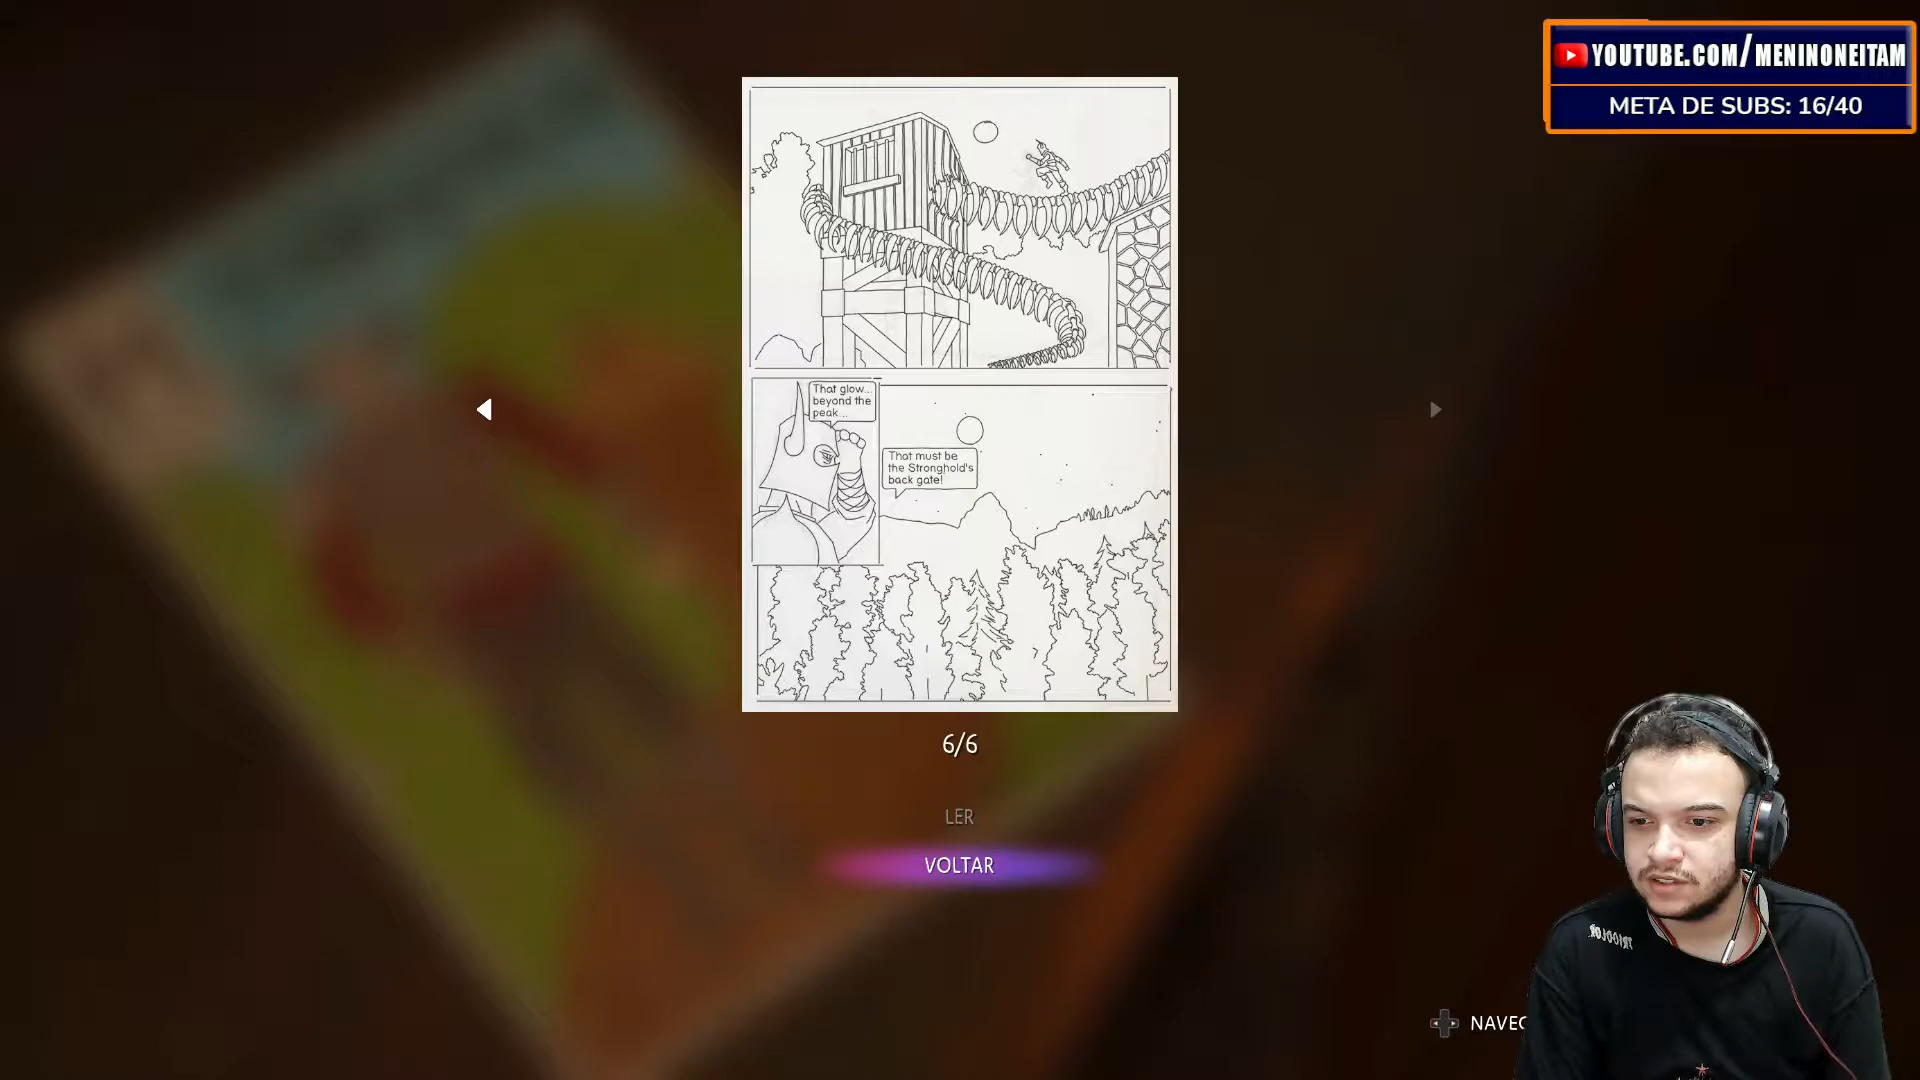 YOUTUBE.COM/MENINONEITAM
META DE SUBS: 16/40
That glow...
beyond the
peak...
That must be
the Stronghold's
back gate!
6/6
LER
VOLTAR
NAVEG